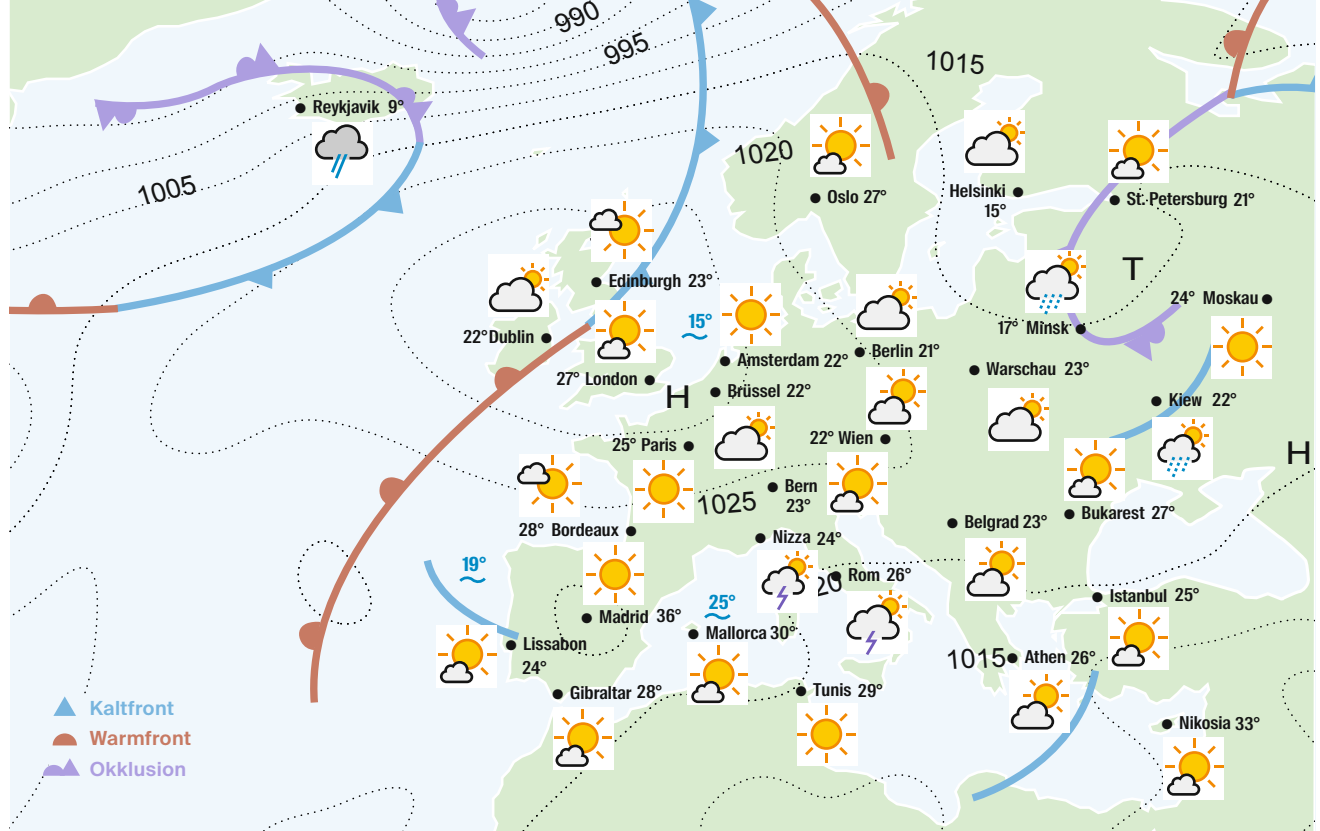 990
995
1015
Reykjavik 9°
1020
1005
Oslo 27°
Helsinki
15°
St. Petersburg 21°
T
Edinburgh 23°
24° Moskau
15°
17° Minsk
22°Dublin
Berlin 21°
Amsterdam 22°
Warschau 23°
27° London
Brüssel 22°
H
Kiew 22°
22° Wien
25° Paris
H
Bern
23°
1025
Bukarest 27°
Belgrad 23°
28° Bordeaux
Nizza 24°
19°
Rom 26°
20
Istanbul 25°
25°
Madrid 36°
Mallorca 30°
Lissabon
24°
1015
Athen 26°
Gibraltar 28°
Tunis 29°
Kaltfront
Nikosia 33°
Warmfront
Okklusion